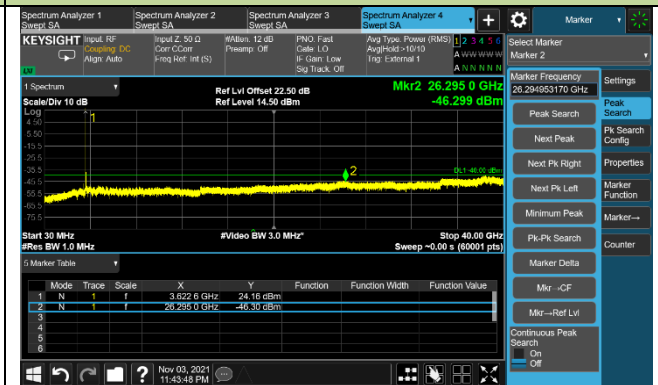 Spectrum Analyzer 1
Swept SA
Spectrum Analyzer 2
Swept SA
Spectrum Analyzer 3
Swept SA
Spectrum Analyzer 4
Swept SA
+
Marker
KEYSIGHT
Input: RF
Coupling: DC
Align: Auto
Input Z: 50 Ω
Corr CCorr
Freq Ref: Int (S)
#Atten: 12 dB
Preamp: Off
PNO: Fast
Gate: LO
IF Gain: Low
Sig Track: Off
Avg Type: Power (RMS)
Avg|Hold:>10/10
Trig: External 1
1 2 3 4 5 6
A W W W W W
A N N N N N
Select Marker
Marker 2
1 Spectrum
Scale/Div 10 dB
Ref Lvl Offset 22.50 dB
Ref Level 14.50 dBm
Mkr2 26.295 0 GHz
-46.299 dBm
Log
4.50
-5.50
-15.5
-25.5
-35.5
-45.5
-55.5
-65.5
-75.5
1
2
DL1 -40.00 dBm
Start 30 MHz
#Res BW 1.0 MHz
#Video BW 3.0 MHz*
Stop 40.00 GHz
Sweep ~0.00 s (60001 pts)
Marker Frequency
26.294953170 GHz
Peak Search
Next Peak
Next Pk Right
Next Pk Left
Minimum Peak
Pk-Pk Search
Marker Delta
Mkr→CF
Mkr→Ref Lvl
Continuous Peak
Search
On
Off
Settings
Peak
Search
Pk Search
Config
Properties
Marker
Function
Marker→
Counter
5 Marker Table
Mode Trace Scale X Y Function Function Width Function Value
1 N 1 f 3.622 6 GHz 24.16 dBm
2 N 1 f 26.295 0 GHz -46.30 dBm
3
4
5
6
?
Nov 03, 2021
11:43:48 PM